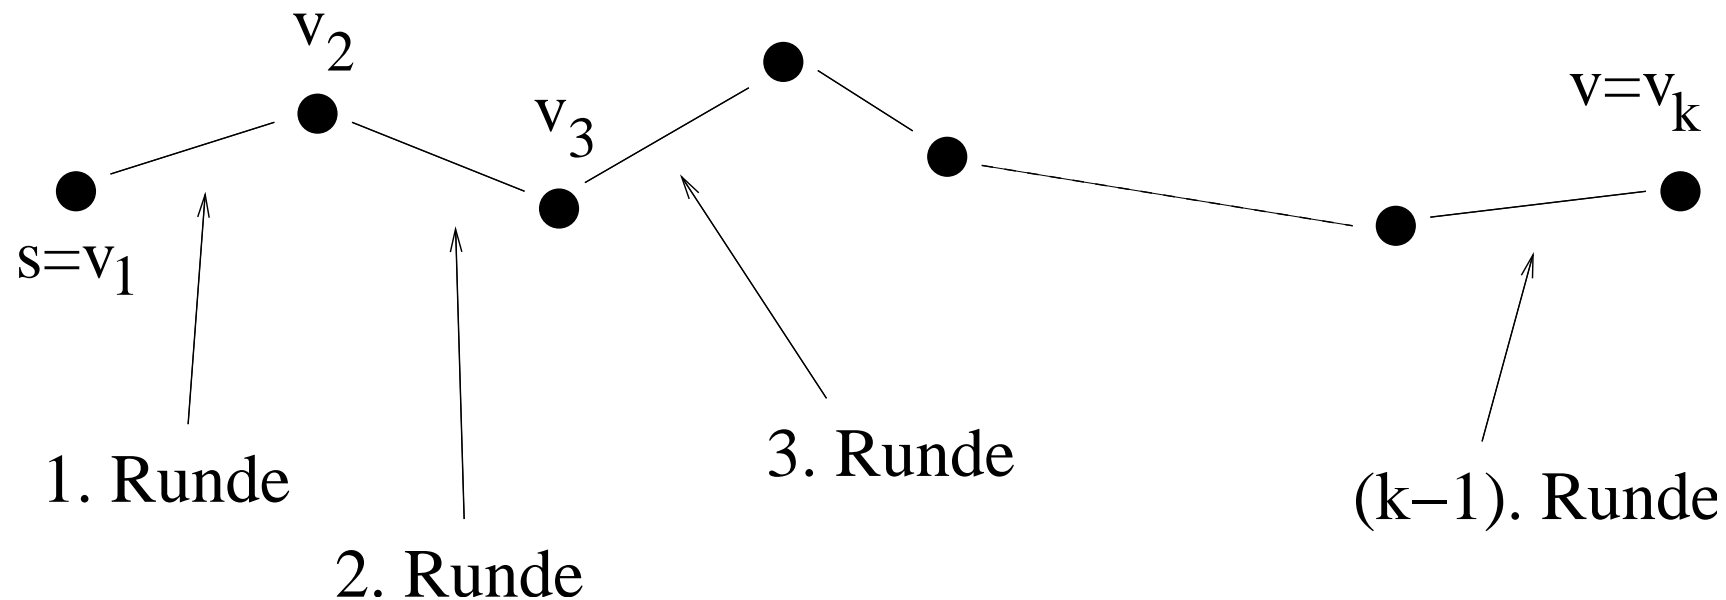 v2
v3
v=vk
s=v1
1. Runde
2. Runde
3. Runde
(k−1). Runde